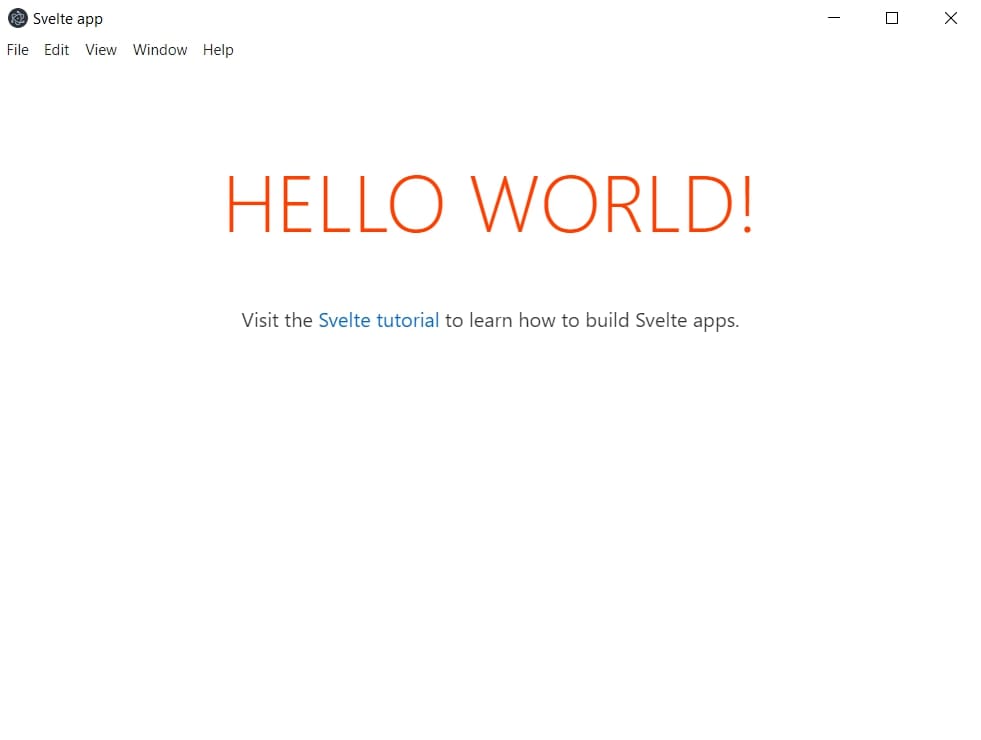 Svelte app
File Edit View Window Help
HELLO WORLD!
Visit the Svelte tutorial to learn how to build Svelte apps.